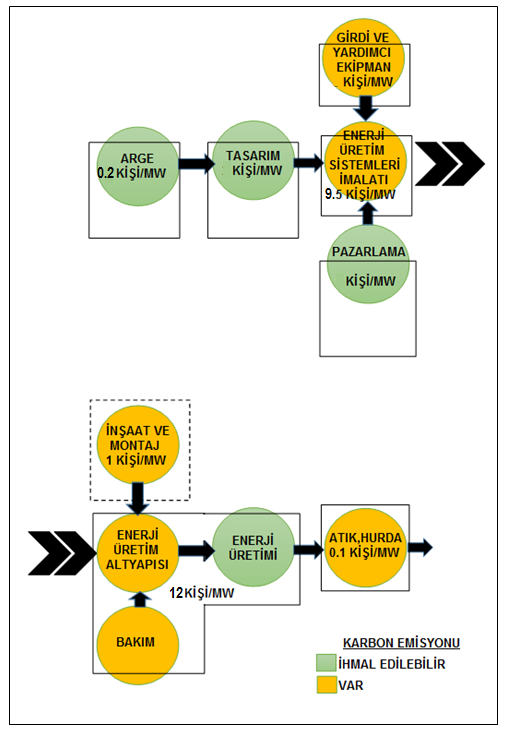 GİRDİ VE
YARDIMCI
EKİPMAN
KİŞİ/MW
ARGE
0.2 KİŞİ/MW
TASARIM
KİŞİ/MW
ENERJİ
ÜRETİM
SİSTEMLERİ
İMALATI
9.5 KİŞİ/MW
PAZARLAMA
KİŞİ/MW
İNŞAAT VE
MONTAJ
1 KİŞİ/MW
ENERJİ
ÜRETİM
ALTYAPISI
ENERJİ
ÜRETİMİ
ATIK,HURDA
0.1 KİŞİ/MW
12 KİŞİ/MW
BAKIM
KARBON EMİSYONU
İHMAL EDİLEBİLİR
VAR